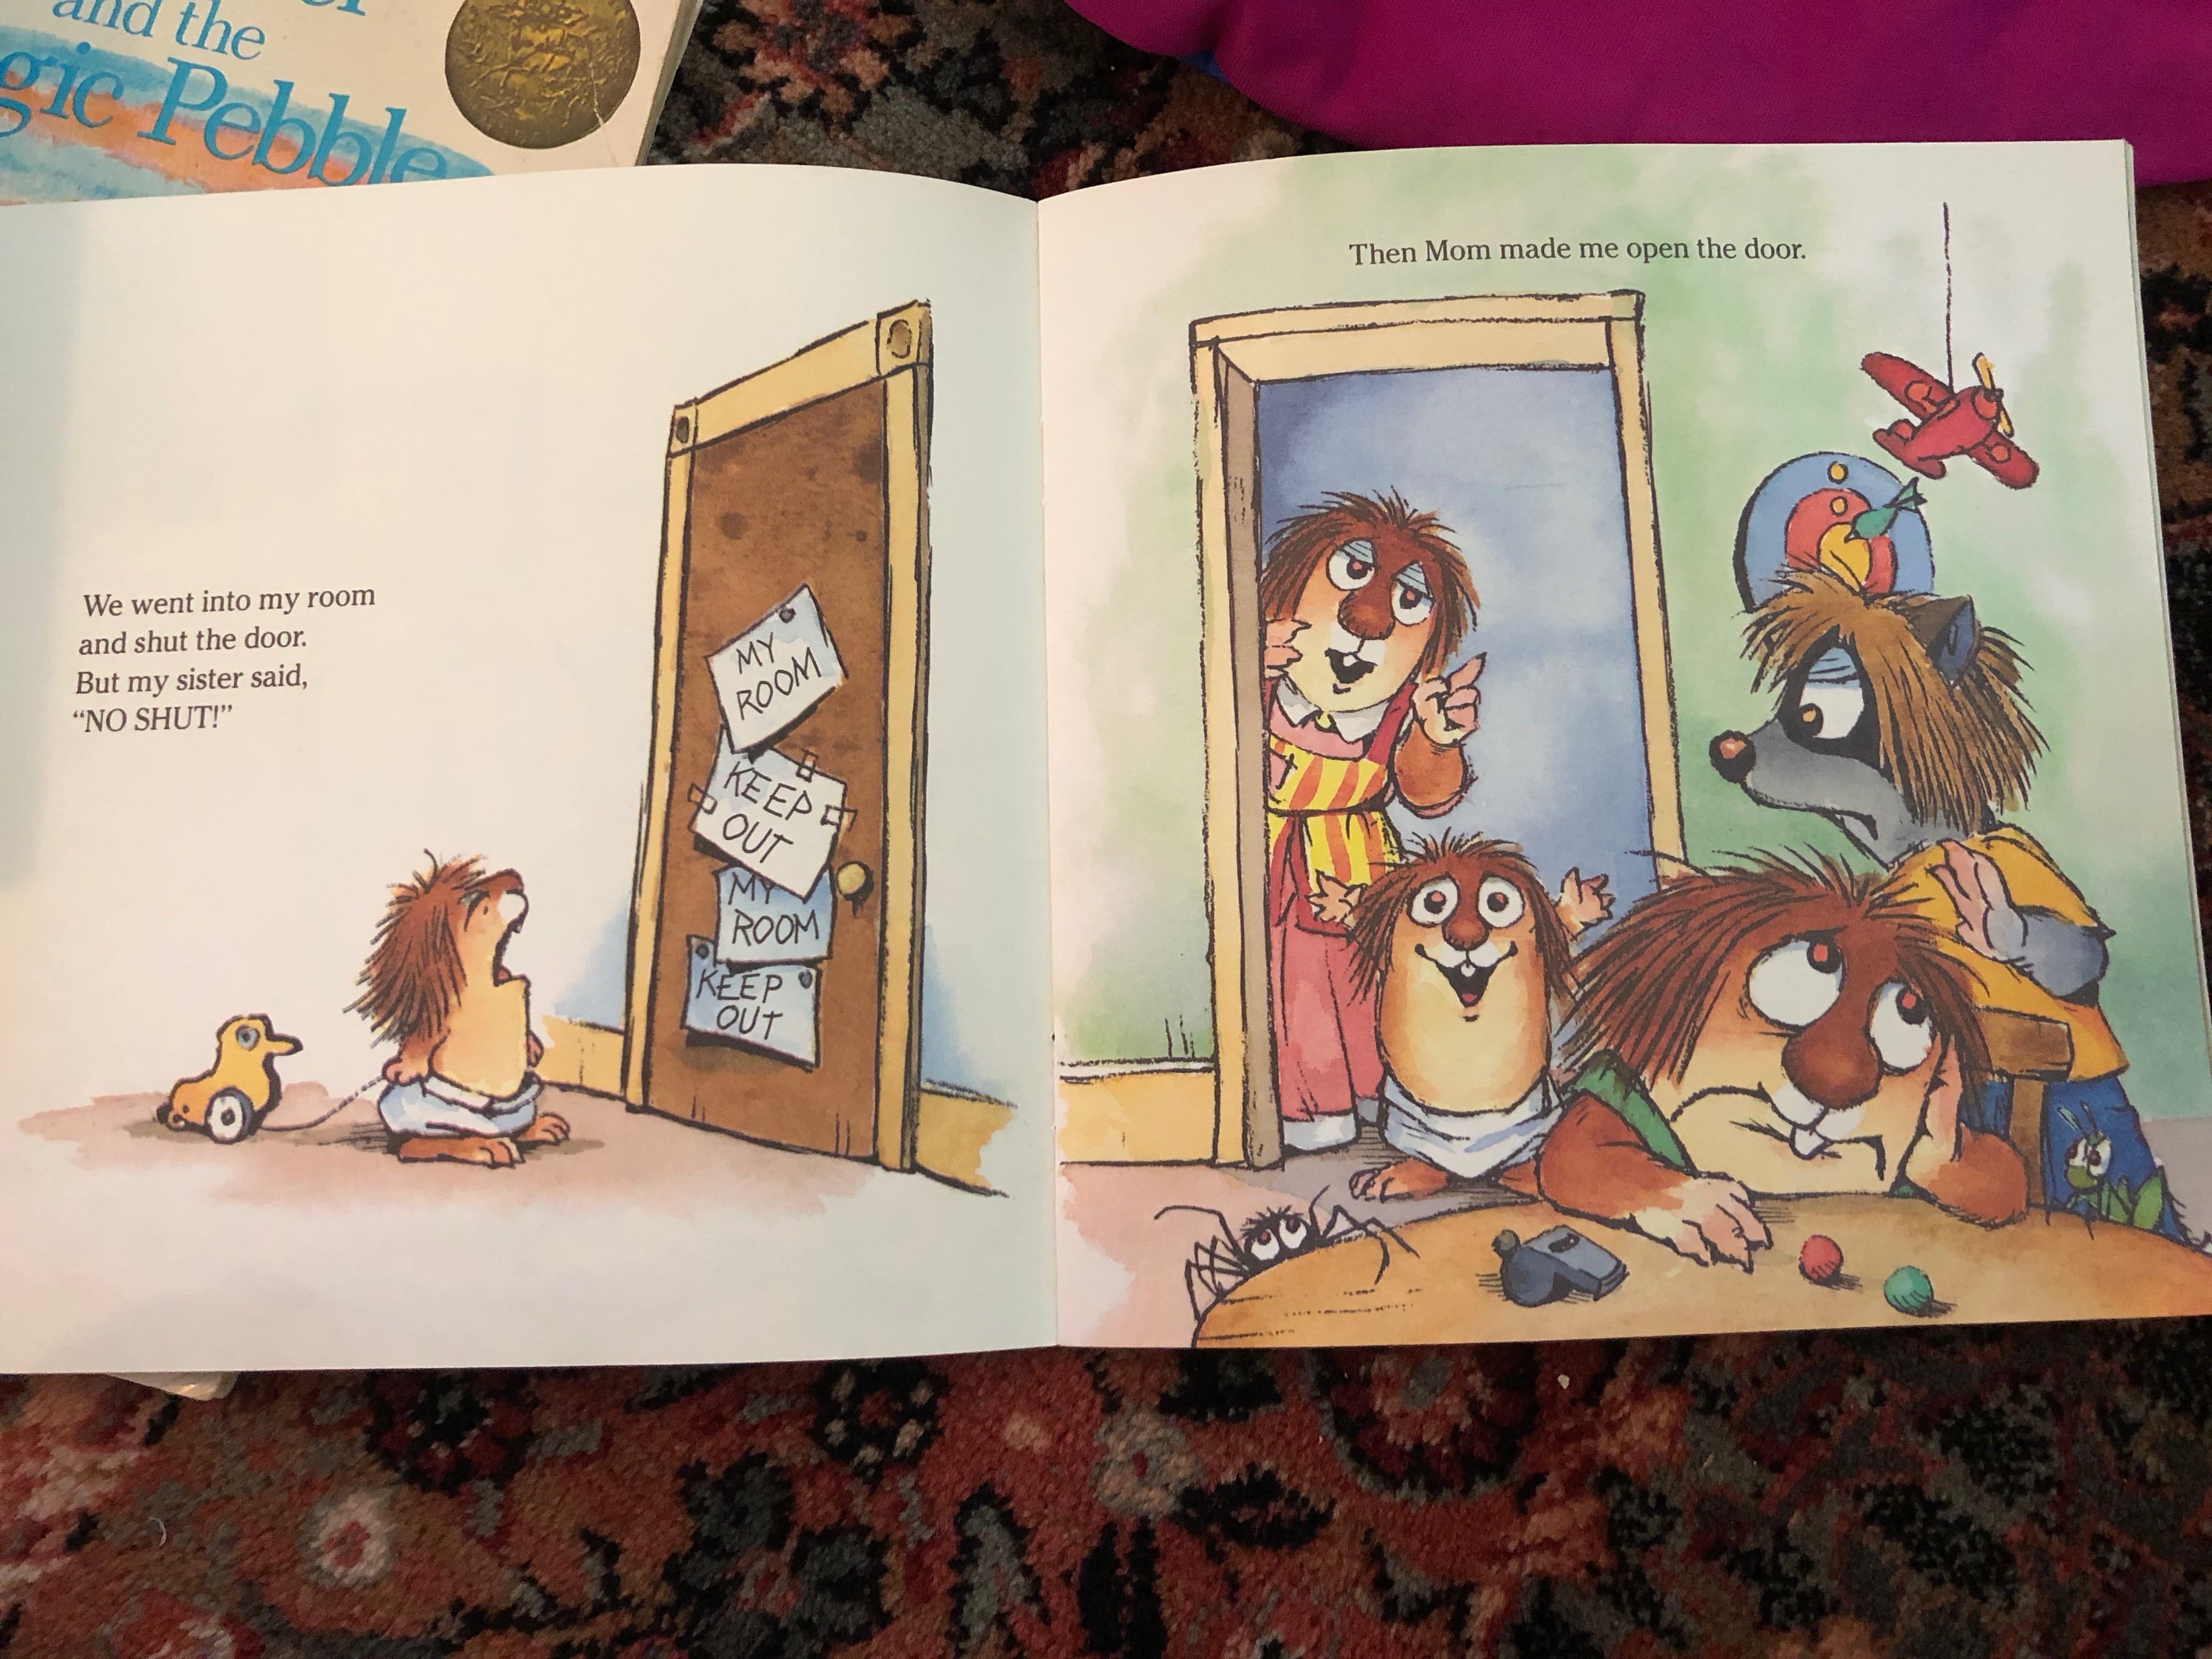 and the
gic Pebble
We went into my room
and shut the door.
But my sister said,
“NO SHUT!”
MY
ROOM
KEEP
OUT
MY
ROOM
KEEP
OUT
Then Mom made me open the door.